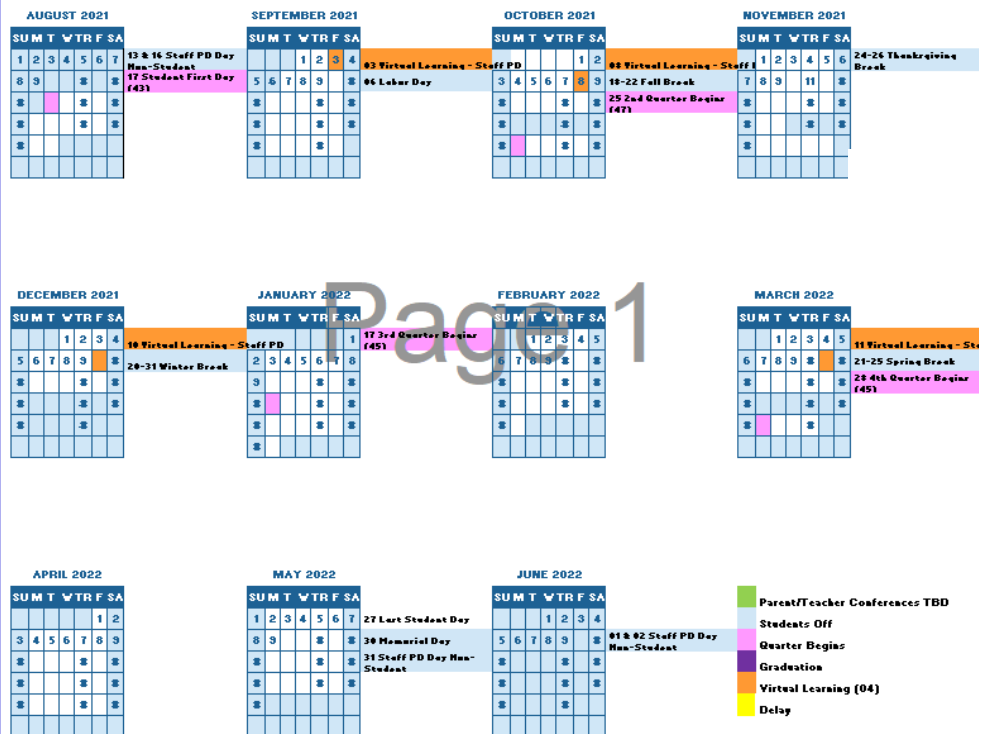 AUGUST 2021
SU M T W TR F SA
1 2 3 4 5 6 7
8 9
13 & 16 Staff PD Day
Non-Student
17 Student First Day
(43)
SEPTEMBER 2021
SU M T W TR F SA
1 2 3 4
5 6 7 8 9
03 Virtual Learning - Staff PD
06 Labor Day
OCTOBER 2021
SU M T W TR F SA
1 2
3 4 5 6 7 8 9
08 Virtual Learning - Staff
18-22 Fall Break
25 2nd Quarter Begins
(47)
NOVEMBER 2021
SU M T W TR F SA
1 2 3 4 5 6
7 8 9 11
24-26 Thanksgiving
Break
DECEMBER 2021
SU M T W TR F SA
1 2 3 4
5 6 7 8 9
10 Virtual Learning - Staff PD
20-31 Winter Break
JANUARY 2022
SU M T W TR F SA
1
2 3 4 5 6 7 8
9
17 3rd Quarter Begins
(45)
Page 1
FEBRUARY 2022
SU M T W TR F SA
1 2 3 4 5
6 7 8 9
MARCH 2022
SU M T W TR F SA
1 2 3 4 5
6 7 8 9
11 Virtual Learning -
21-25 Spring Break
28 4th Quarter Begins
(45)
APRIL 2022
SU M T W TR F SA
1 2
3 4 5 6 7 8 9
MAY 2022
SU M T W TR F SA
1 2 3 4 5 6 7
8 9
27 Last Student Day
30 Memorial Day
31 Staff PD Day Non-
Student
JUNE 2022
SU M T W TR F SA
1 2 3 4
5 6 7 8 9
01 & 02 Staff PD Day
Non-Student
Parent/Teacher Conferences TBD
Students Off
Quarter Begins
Graduation
Virtual Learning (04)
Delay